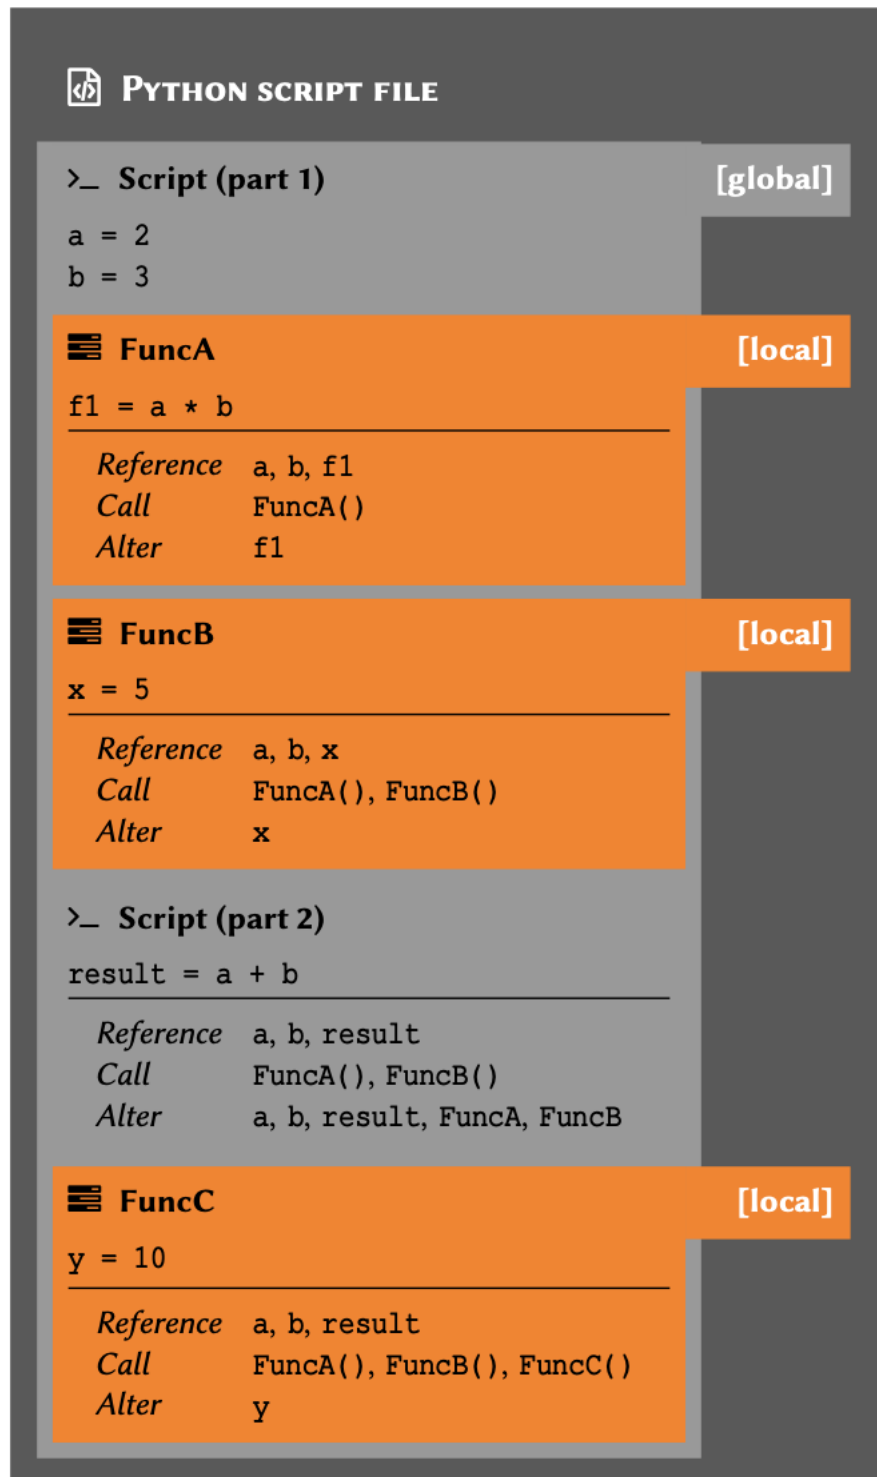 PYTHON SCRIPT FILE
>_ Script (part 1) [global]
a = 2
b = 3
FuncA [local]
f1 = a * b
Reference a, b, f1
Call FuncA()
Alter f1
FuncB [local]
x = 5
Reference a, b, x
Call FuncA(), FuncB()
Alter x
>_ Script (part 2)
result = a + b
Reference a, b, result
Call FuncA(), FuncB()
Alter a, b, result, FuncA, FuncB
FuncC [local]
y = 10
Reference a, b, result
Call FuncA(), FuncB(), FuncC()
Alter y